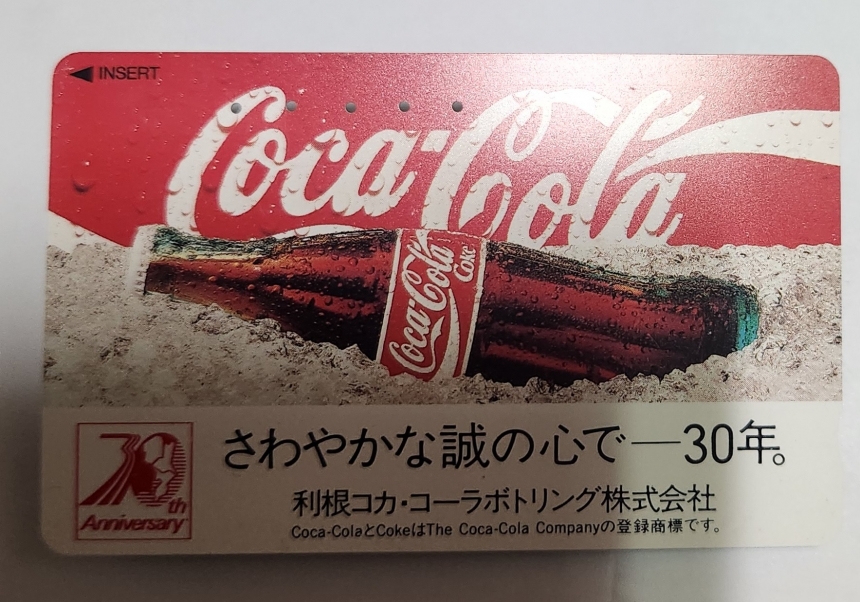 ◀ INSERT
Coca-Cola
Coca-Cola
Coke
さわやかな誠の心で―30年。
30th
Anniversary
利根コカ・コーラボトリング株式会社
Coca-ColaとCokeはThe Coca-Cola Companyの登録商標です。